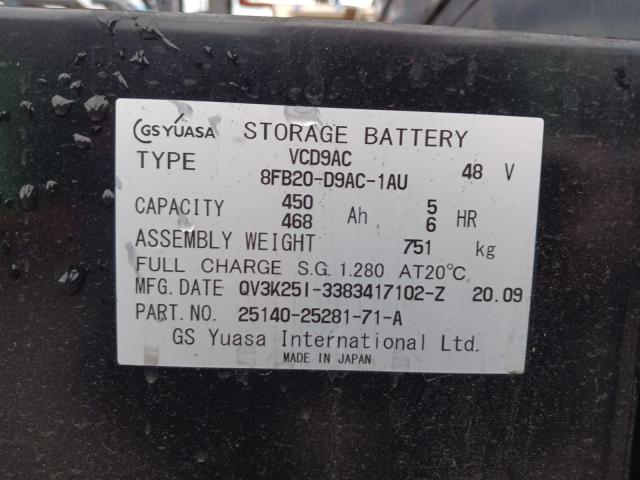 GS YUASA STORAGE BATTERY
TYPE VCD9AC 48 V
8FB20-D9AC-1AU
CAPACITY 450 Ah 5 HR
468 6
ASSEMBLY WEIGHT 751 kg
FULL CHARGE S.G. 1.280 AT20℃
MFG. DATE QV3K25I-3383417102-Z 20.09
PART. NO. 25140-25281-71-A
GS Yuasa International Ltd.
MADE IN JAPAN